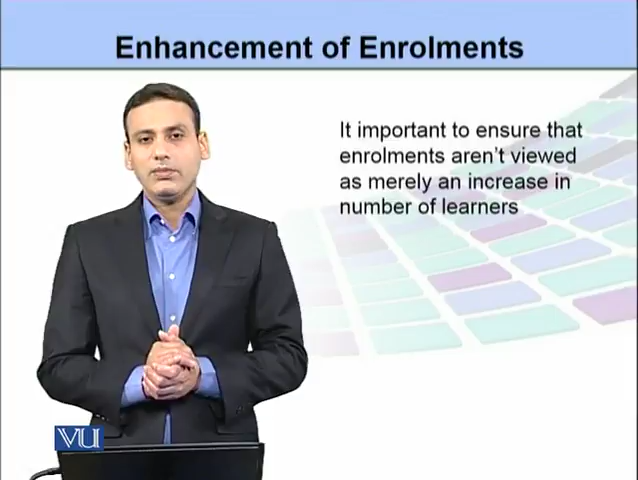 Enhancement of Enrolments
It important to ensure that
enrolments aren't viewed
as merely an increase in
number of learners
VU